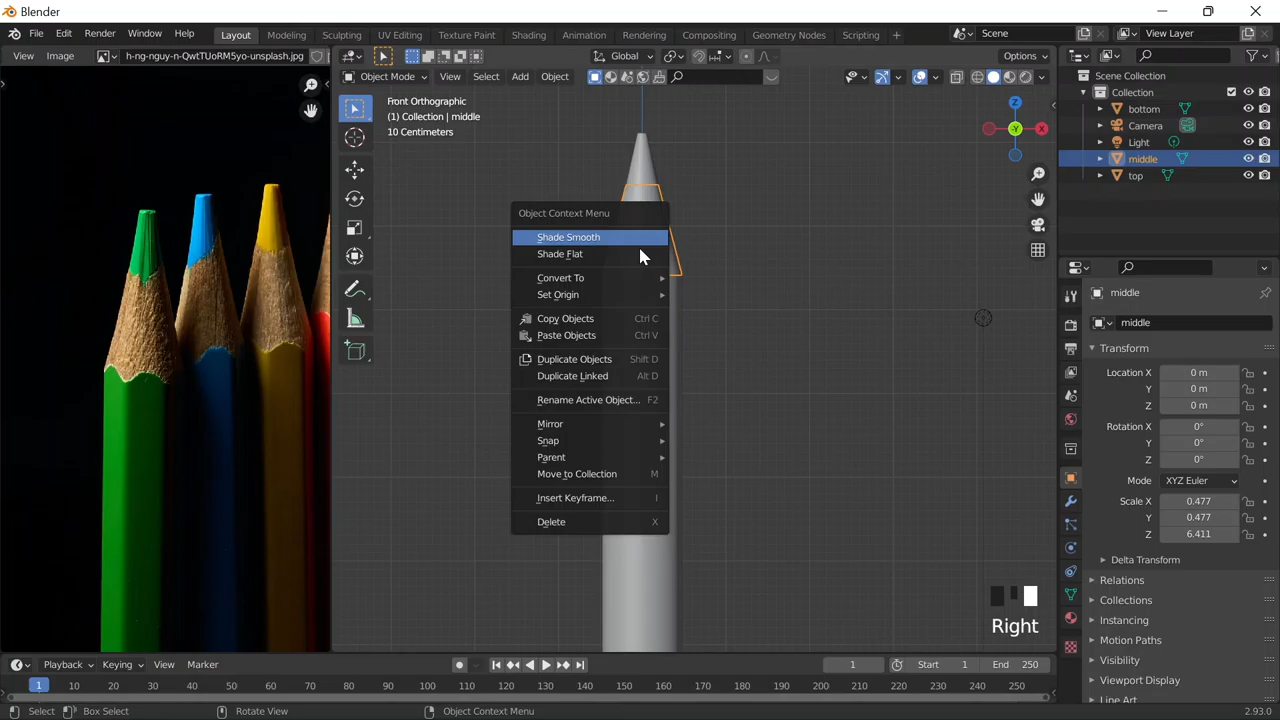 Blender
File Edit Render Window Help Layout Modeling Sculpting UV Editing Texture Paint Shading Animation Rendering Compositing Geometry Nodes Scripting + Scene View Layer
View Image h-ng-nguy-n-QwtTUoRM5yo-unsplash.jpg Global Options
Object Mode View Select Add Object
Front Orthographic
(1) Collection | middle
10 Centimeters
Z
X
-Y
Object Context Menu
Shade Smooth
Shade Flat
Convert To
Set Origin
Copy Objects Ctrl C
Paste Objects Ctrl V
Duplicate Objects Shift D
Duplicate Linked Alt D
Rename Active Object... F2
Mirror
Snap
Parent
Move to Collection M
Insert Keyframe... I
Delete X
Right
Scene Collection
Collection
bottom
Camera
Light
middle
top
middle
middle
Transform
Location X 0 m
Y 0 m
Z 0 m
Rotation X 0°
Y 0°
Z 0°
Mode XYZ Euler
Scale X 0.477
Y 0.477
Z 6.411
Delta Transform
Relations
Collections
Instancing
Motion Paths
Visibility
Viewport Display
Line Art
Playback Keying View Marker 1 Start 1 End 250
1 10 20 30 40 50 60 70 80 90 100 110 120 130 140 150 160 170 180 190 200 210 220 230 240 250
Select Box Select Rotate View Object Context Menu 2.93.0